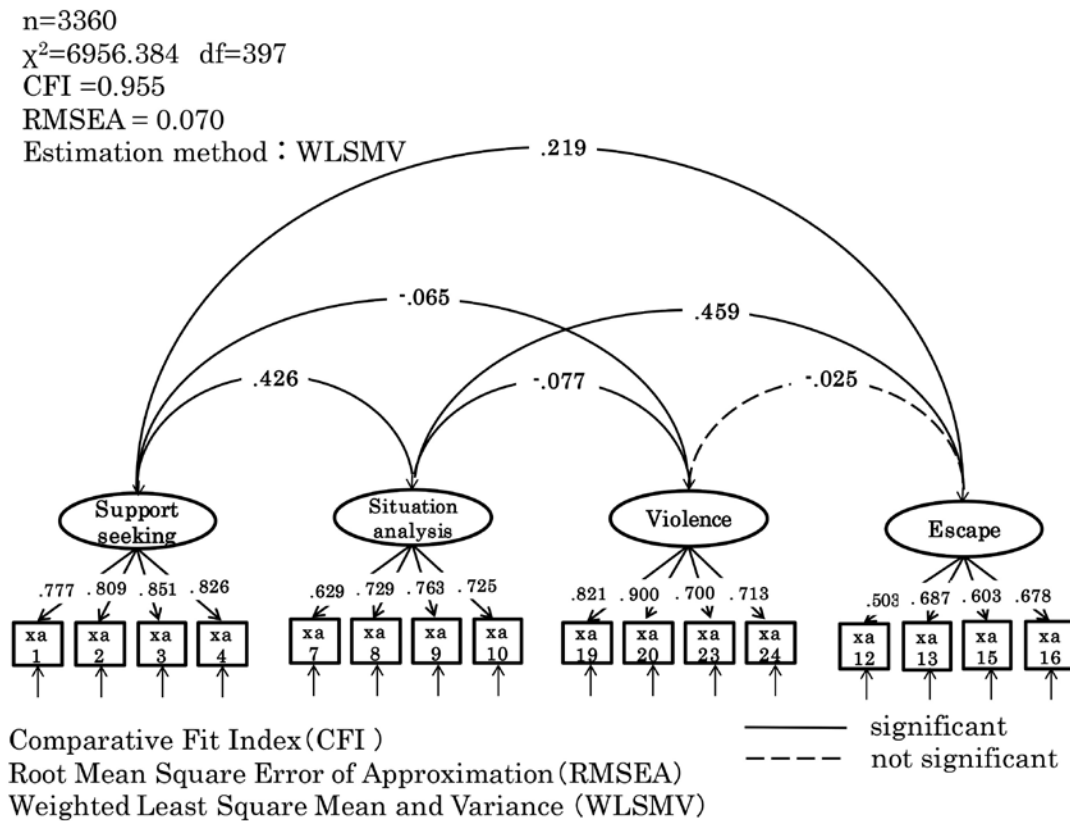 n=3360
χ²=6956.384 df=397
CFI =0.955
RMSEA = 0.070
Estimation method：WLSMV
.219
-.065
.459
.426
-.077
-.025
Support seeking
Situation analysis
Violence
Escape
.777 .809 .851 .826
.629 .729 .763 .725
.821 .900 .700 .713
.503 .687 .603 .678
xa 1
xa 2
xa 3
xa 4
xa 7
xa 8
xa 9
xa 10
xa 19
xa 20
xa 23
xa 24
xa 12
xa 13
xa 15
xa 16
significant
not significant
Comparative Fit Index(CFI )
Root Mean Square Error of Approximation(RMSEA)
Weighted Least Square Mean and Variance (WLSMV)